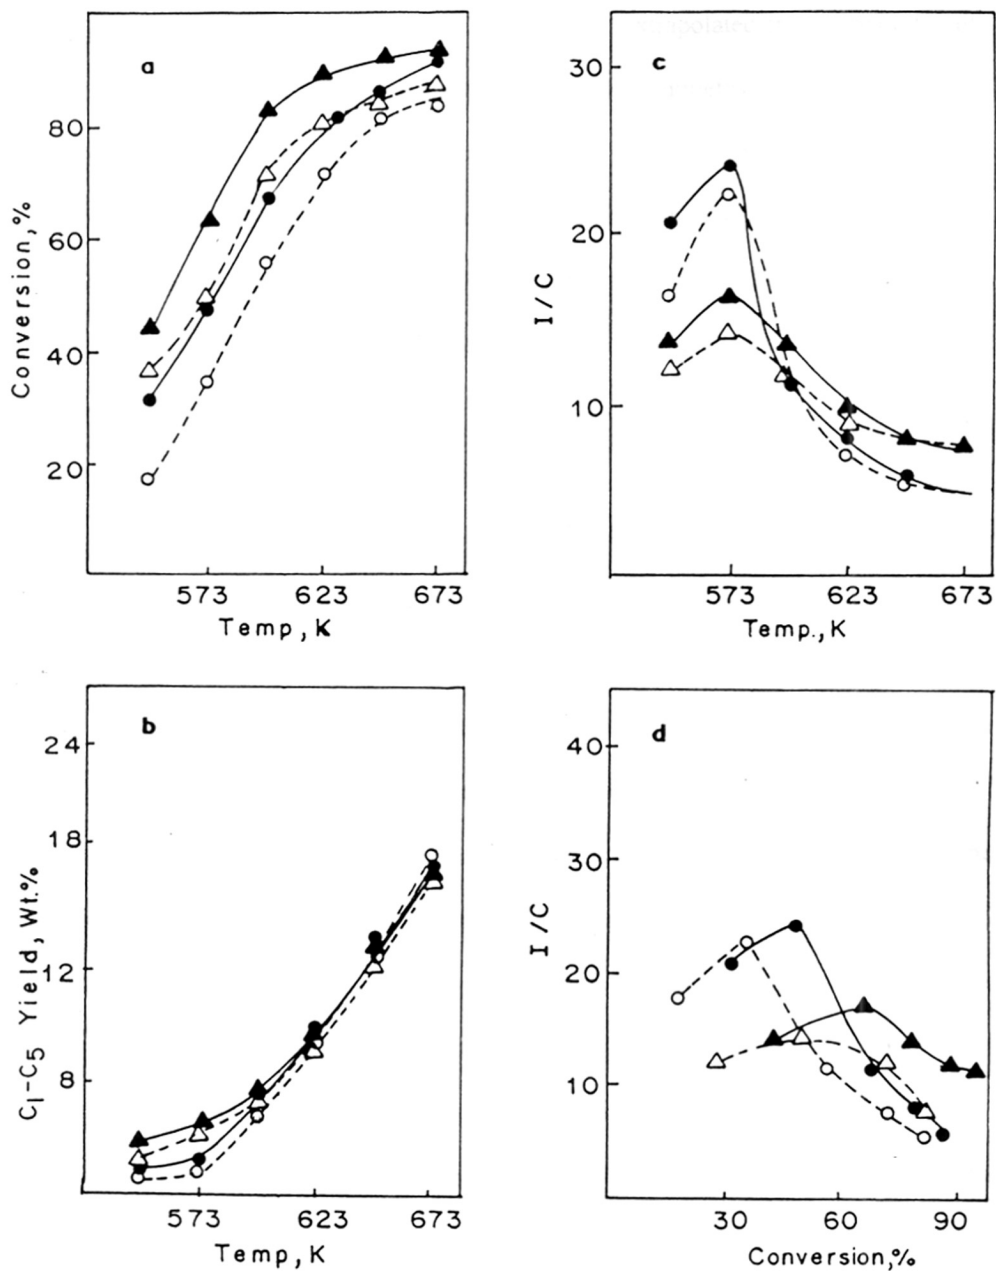 a
80
60
40
20
Conversion, %
573 623 673
Temp, K
c
30
20
10
I/C
573 623 673
Temp., K
b
24
18
12
8
C1-C5 Yield, Wt.%
573 623 673
Temp, K
d
40
30
20
10
I/C
30 60 90
Conversion, %